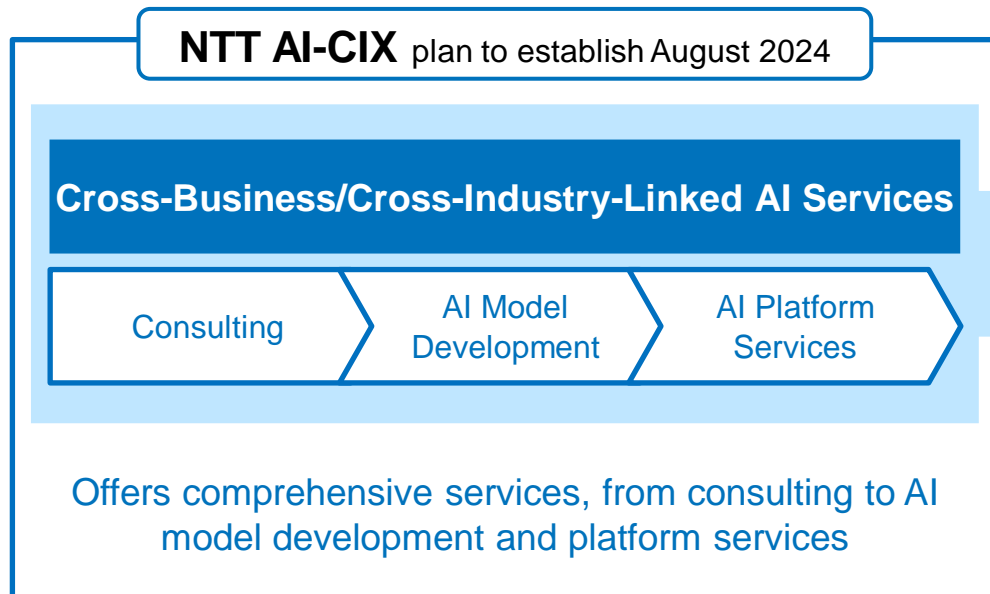 NTT AI-CIX plan to establish August 2024
Cross-Business/Cross-Industry-Linked AI Services
Consulting
AI Model
Development
AI Platform
Services
Offers comprehensive services, from consulting to AI
model development and platform services